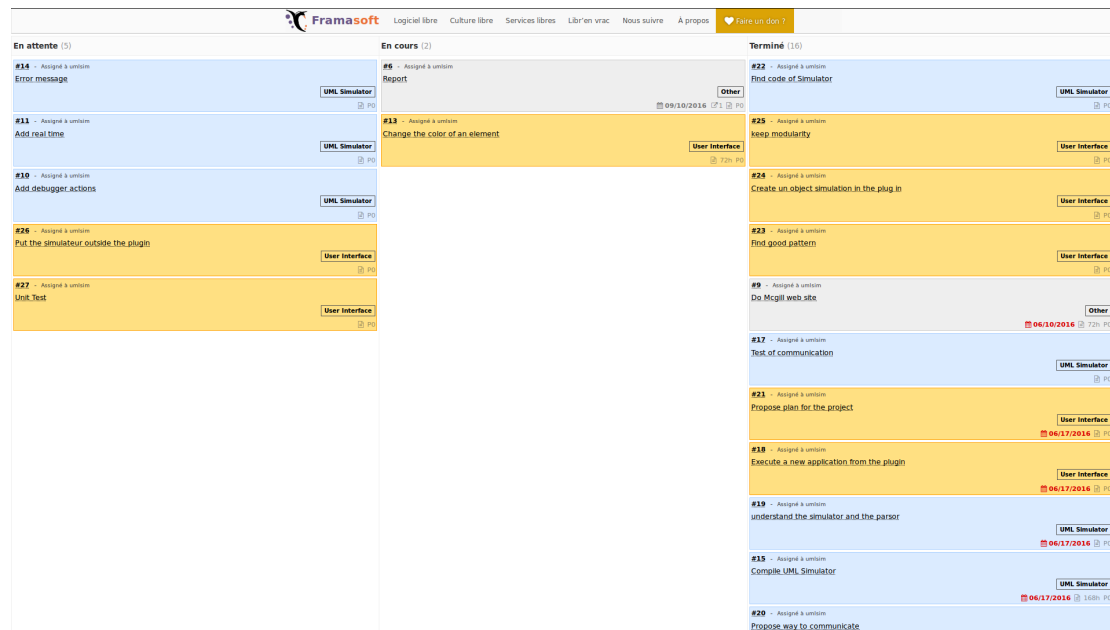 Framasoft Logiciel libre Culture libre Services libres Libr'en vrac Nous suivre À propos Faire un don ?
En attente (5)
#14 - Assigné à umlsim
Error message
UML Simulator
P0
#11 - Assigné à umlsim
Add real time
UML Simulator
P0
#10 - Assigné à umlsim
Add debugger actions
UML Simulator
P0
#26 - Assigné à umlsim
Put the simulateur outside the plugin
User Interface
P0
#27 - Assigné à umlsim
Unit Test
User Interface
P0
En cours (2)
#6 - Assigné à umlsim
Report
Other
09/10/2016 1 P0
#13 - Assigné à umlsim
Change the color of an element
User Interface
72h P0
Terminé (16)
#22 - Assigné à umlsim
Find code of Simulator
UML Simulator
P0
#25 - Assigné à umlsim
keep modularity
User Interface
P0
#24 - Assigné à umlsim
Create un object simulation in the plug in
User Interface
P0
#23 - Assigné à umlsim
Find good pattern
User Interface
P0
#9 - Assigné à umlsim
Do Mcgill web site
Other
06/10/2016 72h P0
#17 - Assigné à umlsim
Test of communication
UML Simulator
P0
#21 - Assigné à umlsim
Propose plan for the project
User Interface
06/17/2016 P0
#18 - Assigné à umlsim
Execute a new application from the plugin
User Interface
06/17/2016 P0
#19 - Assigné à umlsim
understand the simulator and the parsor
UML Simulator
06/17/2016 P0
#15 - Assigné à umlsim
Compile UML Simulator
UML Simulator
06/17/2016 168h P0
#20 - Assigné à umlsim
Propose way to communicate